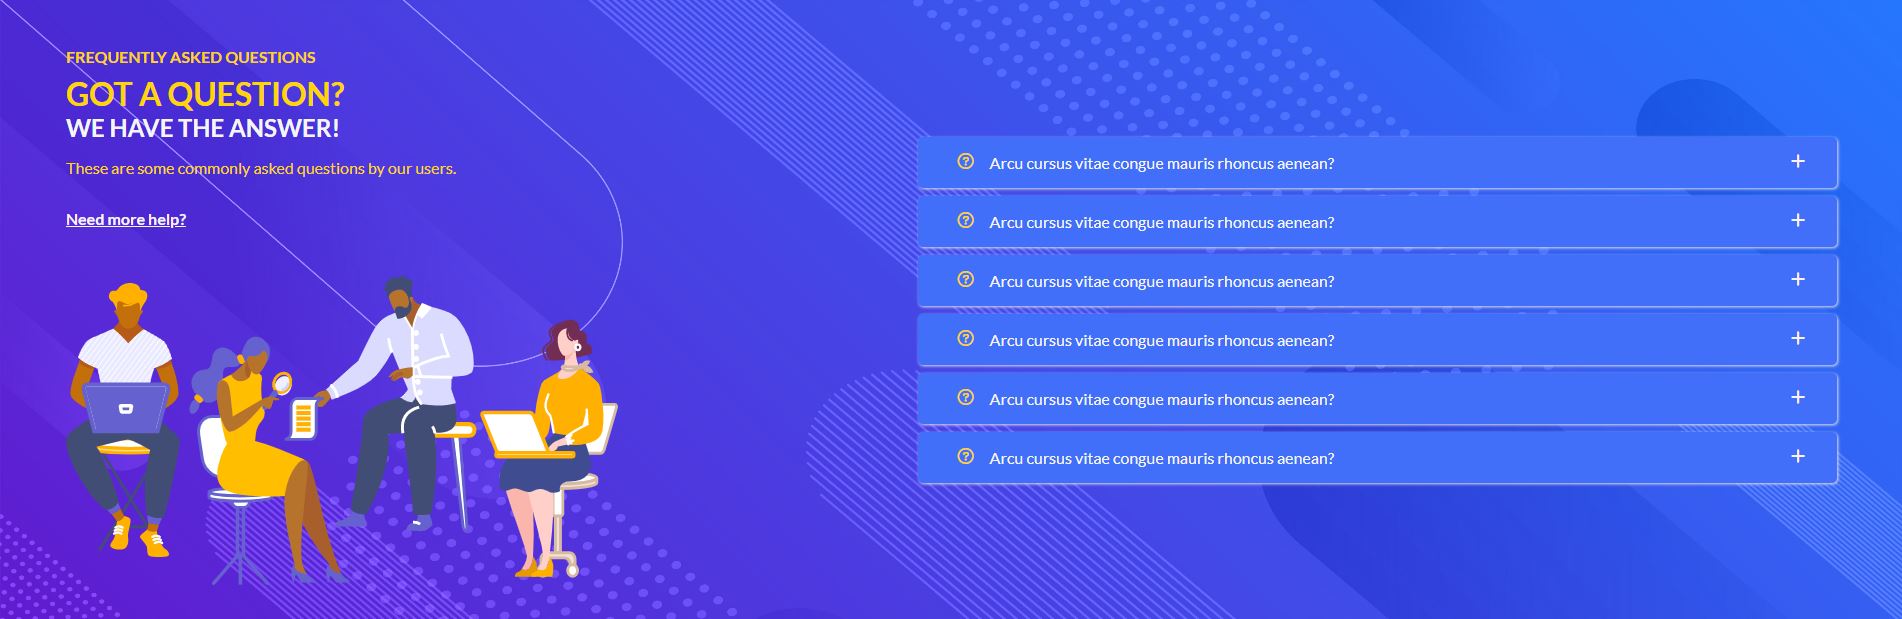 FREQUENTLY ASKED QUESTIONS
GOT A QUESTION?
WE HAVE THE ANSWER!
These are some commonly asked questions by our users.
Need more help?
Arcu cursus vitae congue mauris rhoncus aenean?
Arcu cursus vitae congue mauris rhoncus aenean?
Arcu cursus vitae congue mauris rhoncus aenean?
Arcu cursus vitae congue mauris rhoncus aenean?
Arcu cursus vitae congue mauris rhoncus aenean?
Arcu cursus vitae congue mauris rhoncus aenean?